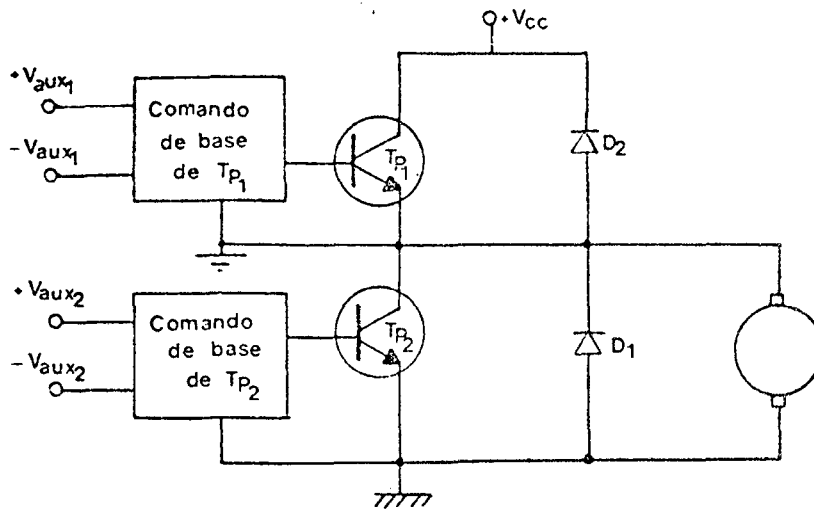 +Vcc
+Vaux1
-Vaux1
Comando
de base
de TP1
TP1
D2
+Vaux2
-Vaux2
Comando
de base
de TP2
TP2
D1